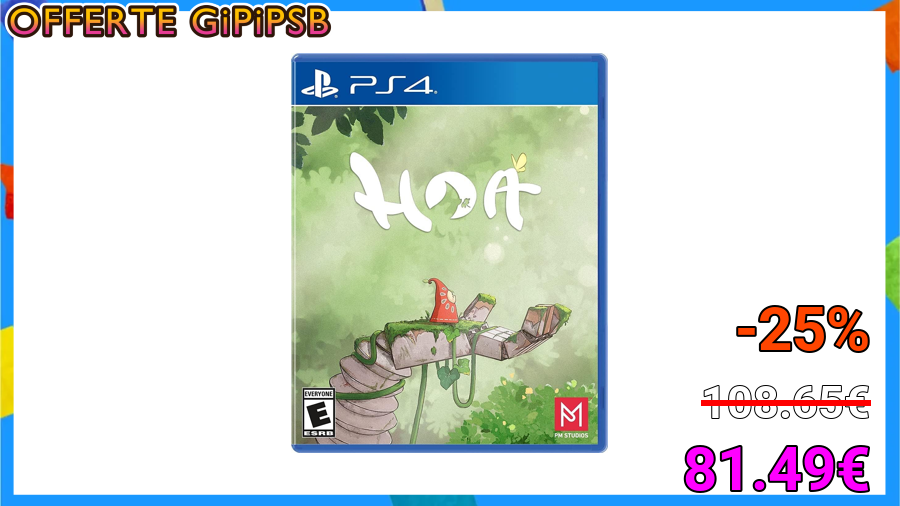 OFFERTE GiPiPSB
PS4
HOA
EVERYONE
E
ESRB
PM STUDIOS
-25%
108.65€
81.49€